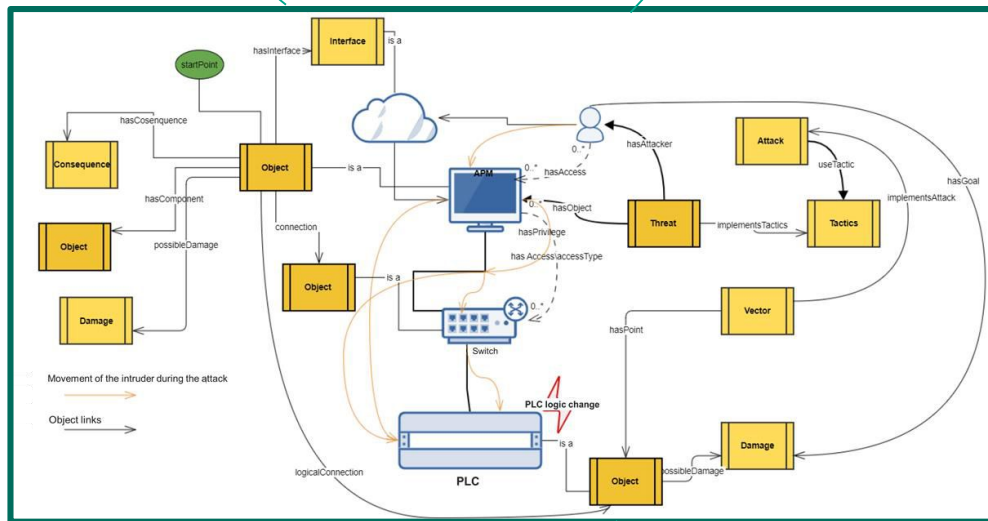 Interface
is a
hasInterface
startPoint
hasCosenquence
Consequence
Object
is a
APM
0..*
hasAccess
0..*
hasAttacker
Attack
useTactic
hasGoal
implementsAttack
hasComponent
possibleDamage
connection
hasObject
hasPrivilege
has Access\accessType
Threat
implementsTactics
Tactics
Object
Object
is a
0..*
Damage
Switch
Vector
hasPoint
Movement of the intruder during the attack
Object links
PLC logic change
is a
Damage
logicalConnection
PLC
Object
possibleDamage